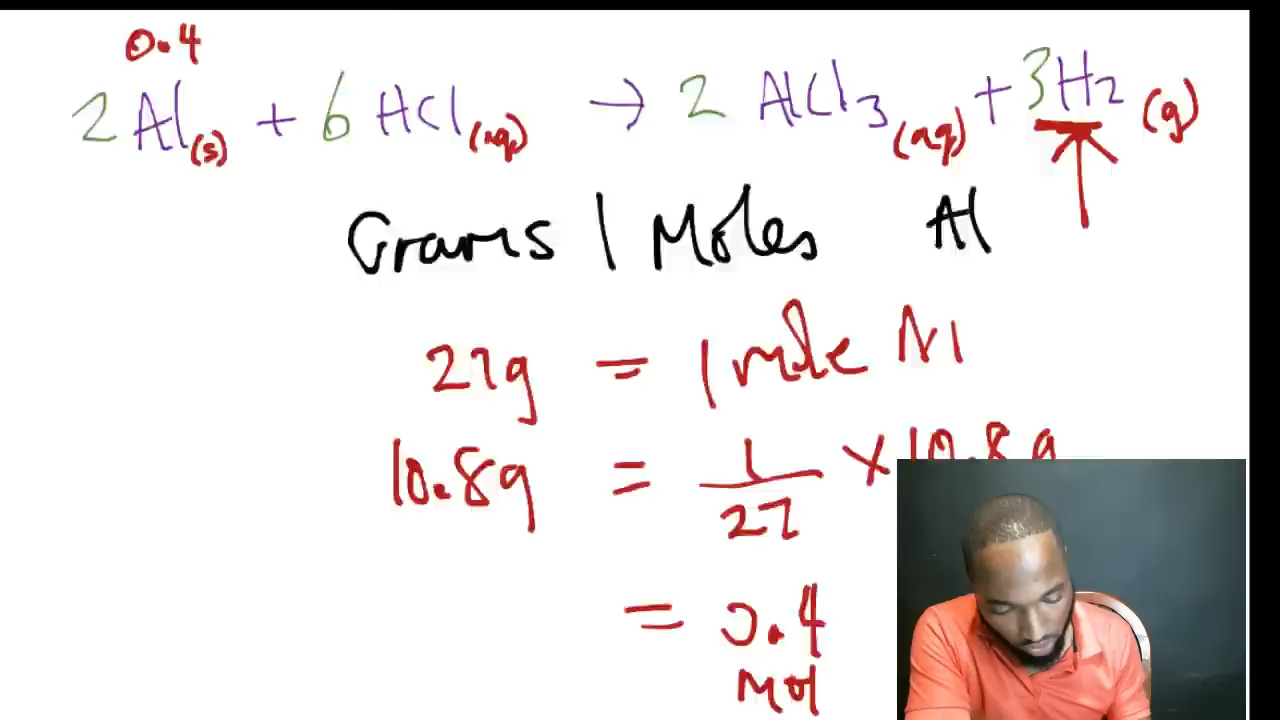 0.4
2 Al(s) + 6 HCl(aq) → 2 AlCl3(aq) + 3H2(g)
Grams | Moles Al
27g = 1 mole Al
10.8g = 1/27 × 10.8g
= 0.4
mol